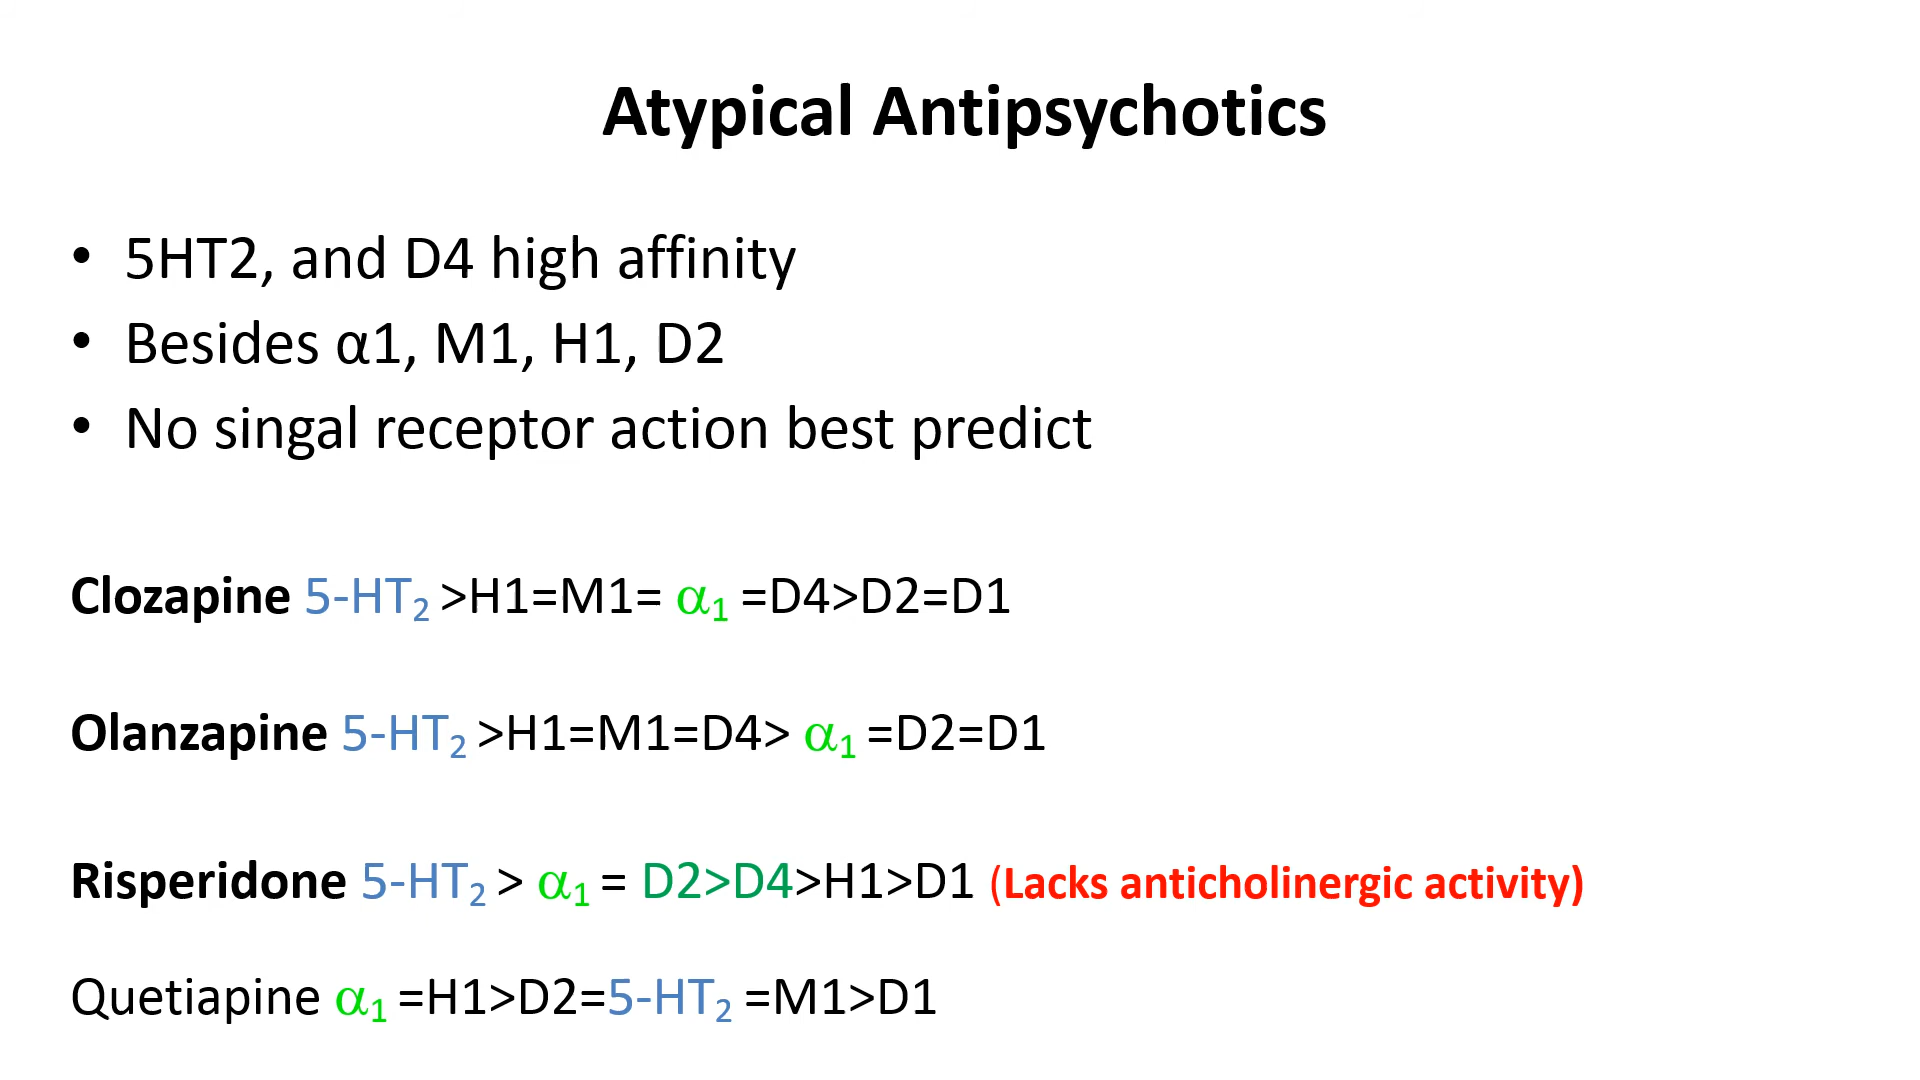 Atypical Antipsychotics
• 5HT2, and D4 high affinity
• Besides α1, M1, H1, D2
• No singal receptor action best predict
Clozapine 5-HT₂ >H1=M1= α₁ =D4>D2=D1
Olanzapine 5-HT₂ >H1=M1=D4> α₁ =D2=D1
Risperidone 5-HT₂ > α₁ = D2>D4>H1>D1 (Lacks anticholinergic activity)
Quetiapine α₁ =H1>D2=5-HT₂ =M1>D1